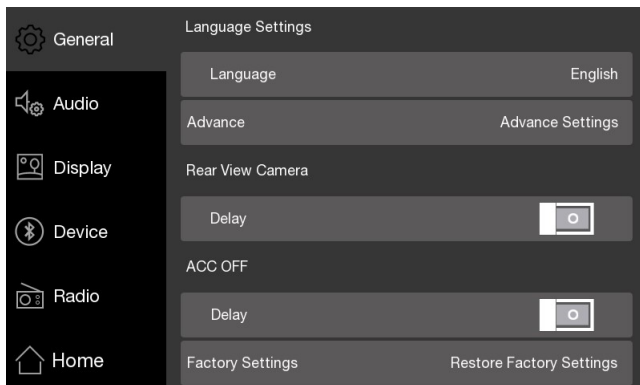 General
Audio
Display
Device
Radio
Home
Language Settings
Language English
Advance Advance Settings
Rear View Camera
Delay
ACC OFF
Delay
Factory Settings Restore Factory Settings